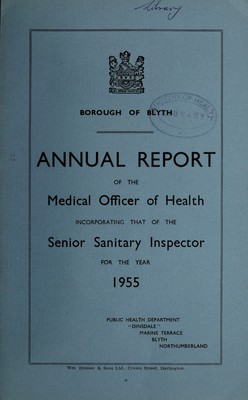 Library
BOROUGH OF BLYTH
ANNUAL REPORT
OF THE
Medical Officer of Health
INCORPORATING THAT OF THE
Senior Sanitary Inspector
FOR THE YEAR
1955
PUBLIC HEALTH DEPARTMENT
"DINSDALE"
MARINE TERRACE
BLYTH
NORTHUMBERLAND